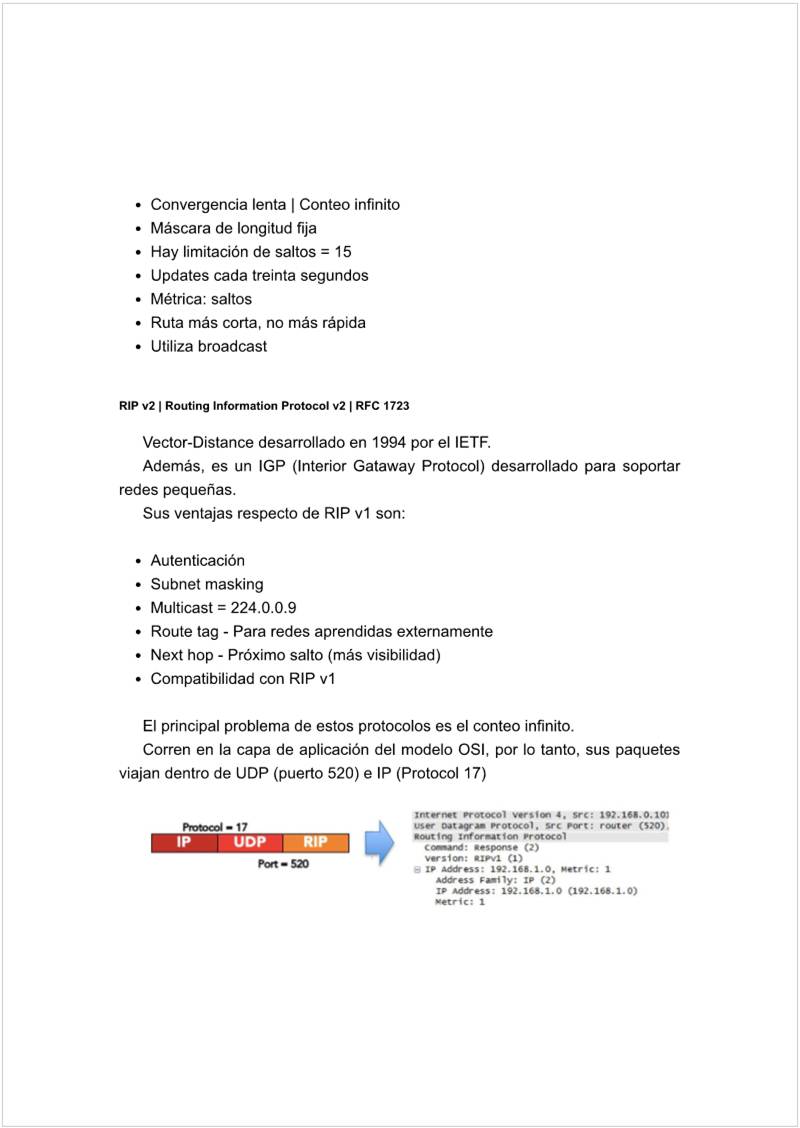 • Convergencia lenta | Conteo infinito
• Máscara de longitud fija
• Hay limitación de saltos = 15
• Updates cada treinta segundos
• Métrica: saltos
• Ruta más corta, no más rápida
• Utiliza broadcast
RIP v2 | Routing Information Protocol v2 | RFC 1723
Vector-Distance desarrollado en 1994 por el IETF.
Además, es un IGP (Interior Gataway Protocol) desarrollado para soportar
redes pequeñas.
Sus ventajas respecto de RIP v1 son:
• Autenticación
• Subnet masking
• Multicast = 224.0.0.9
• Route tag - Para redes aprendidas externamente
• Next hop - Próximo salto (más visibilidad)
• Compatibilidad con RIP v1
El principal problema de estos protocolos es el conteo infinito.
Corren en la capa de aplicación del modelo OSI, por lo tanto, sus paquetes
viajan dentro de UDP (puerto 520) e IP (Protocol 17)
Protocol = 17
IP UDP RIP
Port = 520
Internet Protocol Version 4, Src: 192.168.0.101
User Datagram Protocol, Src Port: router (520),
Routing Information Protocol
Command: Response (2)
Version: RIPv1 (1)
IP Address: 192.168.1.0, Metric: 1
Address Family: IP (2)
IP Address: 192.168.1.0 (192.168.1.0)
Metric: 1